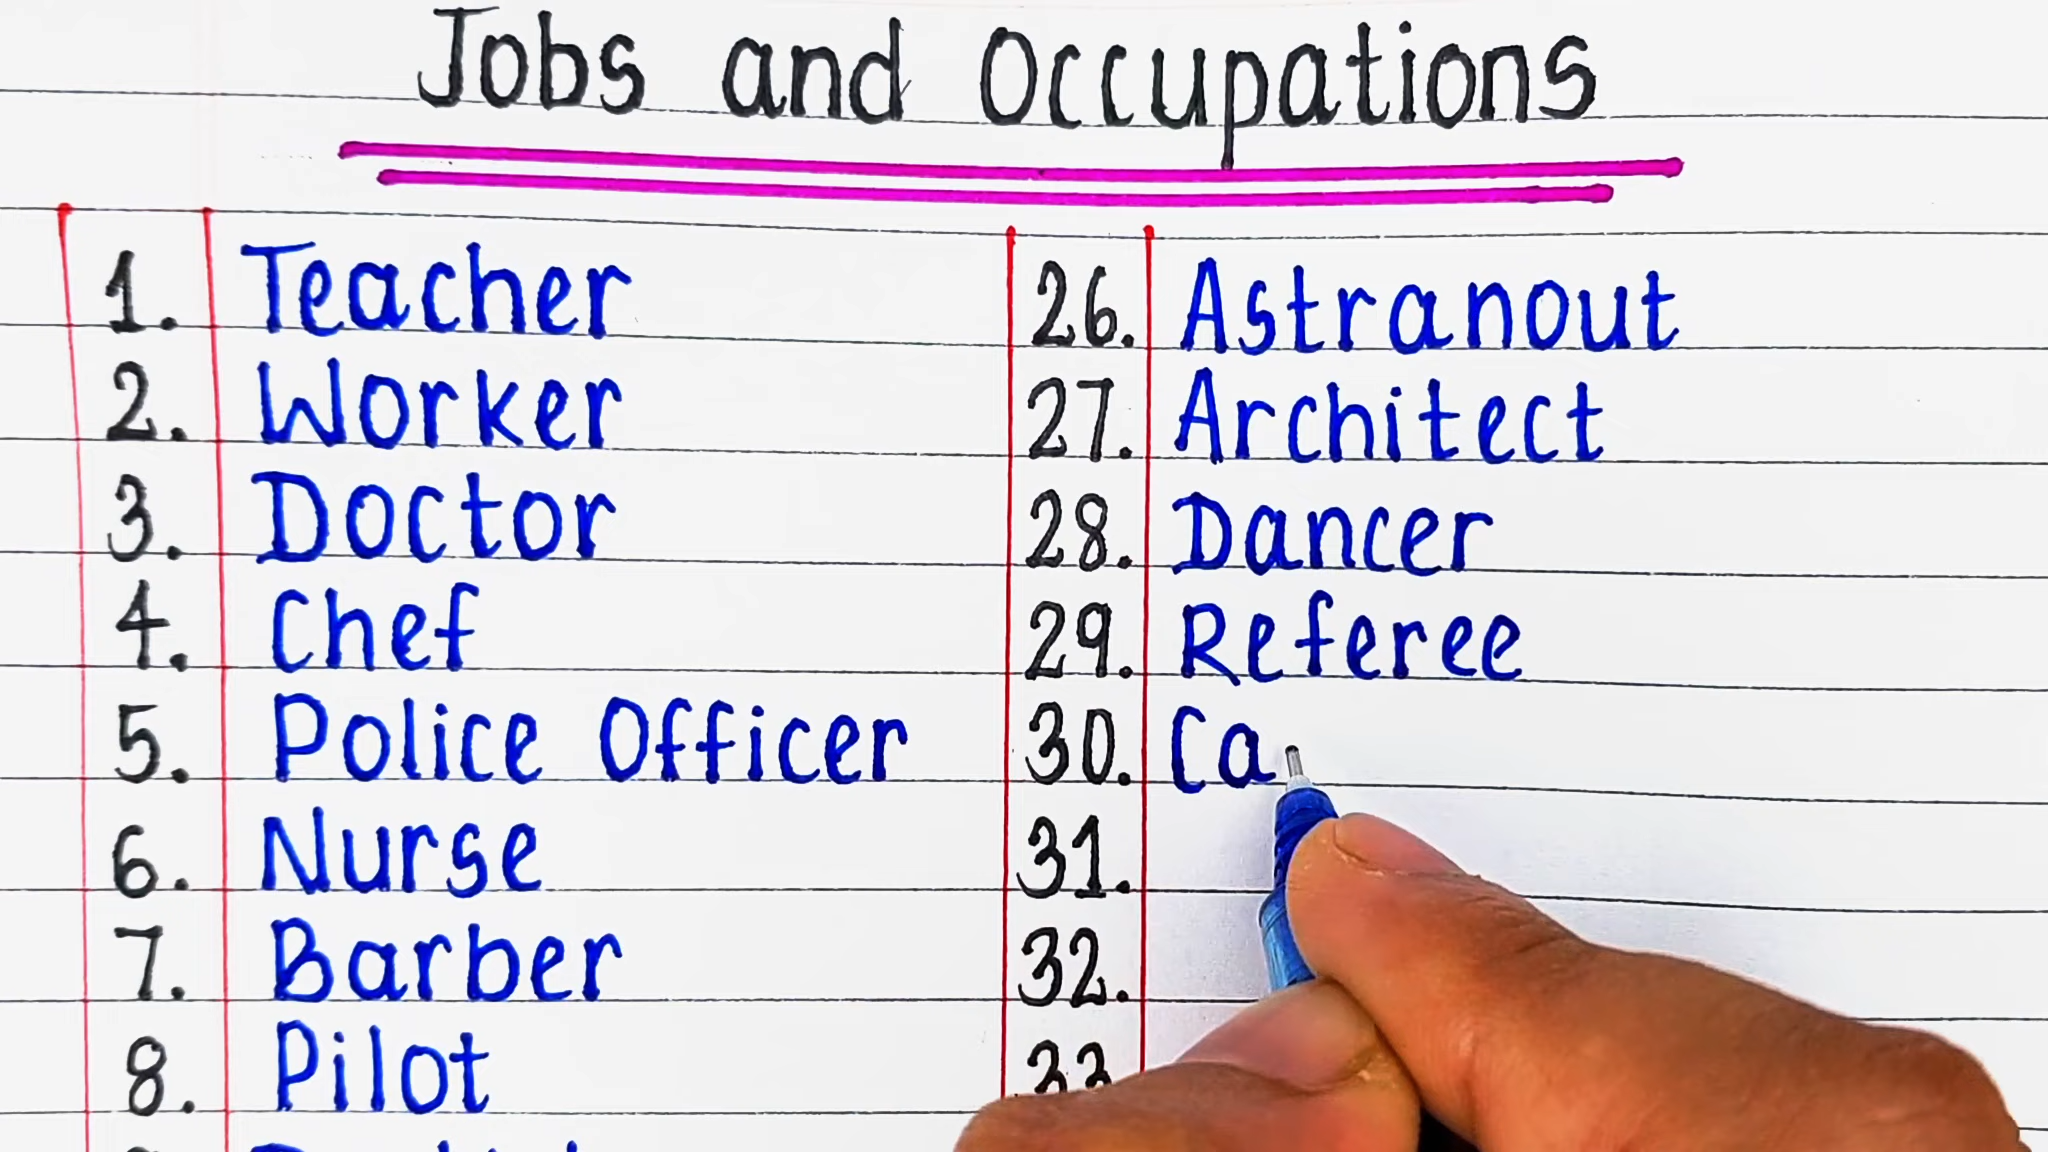 Jobs and Occupations
1. Teacher
2. Worker
3. Doctor
4. Chef
5. Police Officer
6. Nurse
7. Barber
8. Pilot
26. Astranout
27. Architect
28. Dancer
29. Referee
30. Ca
31.
32.
33